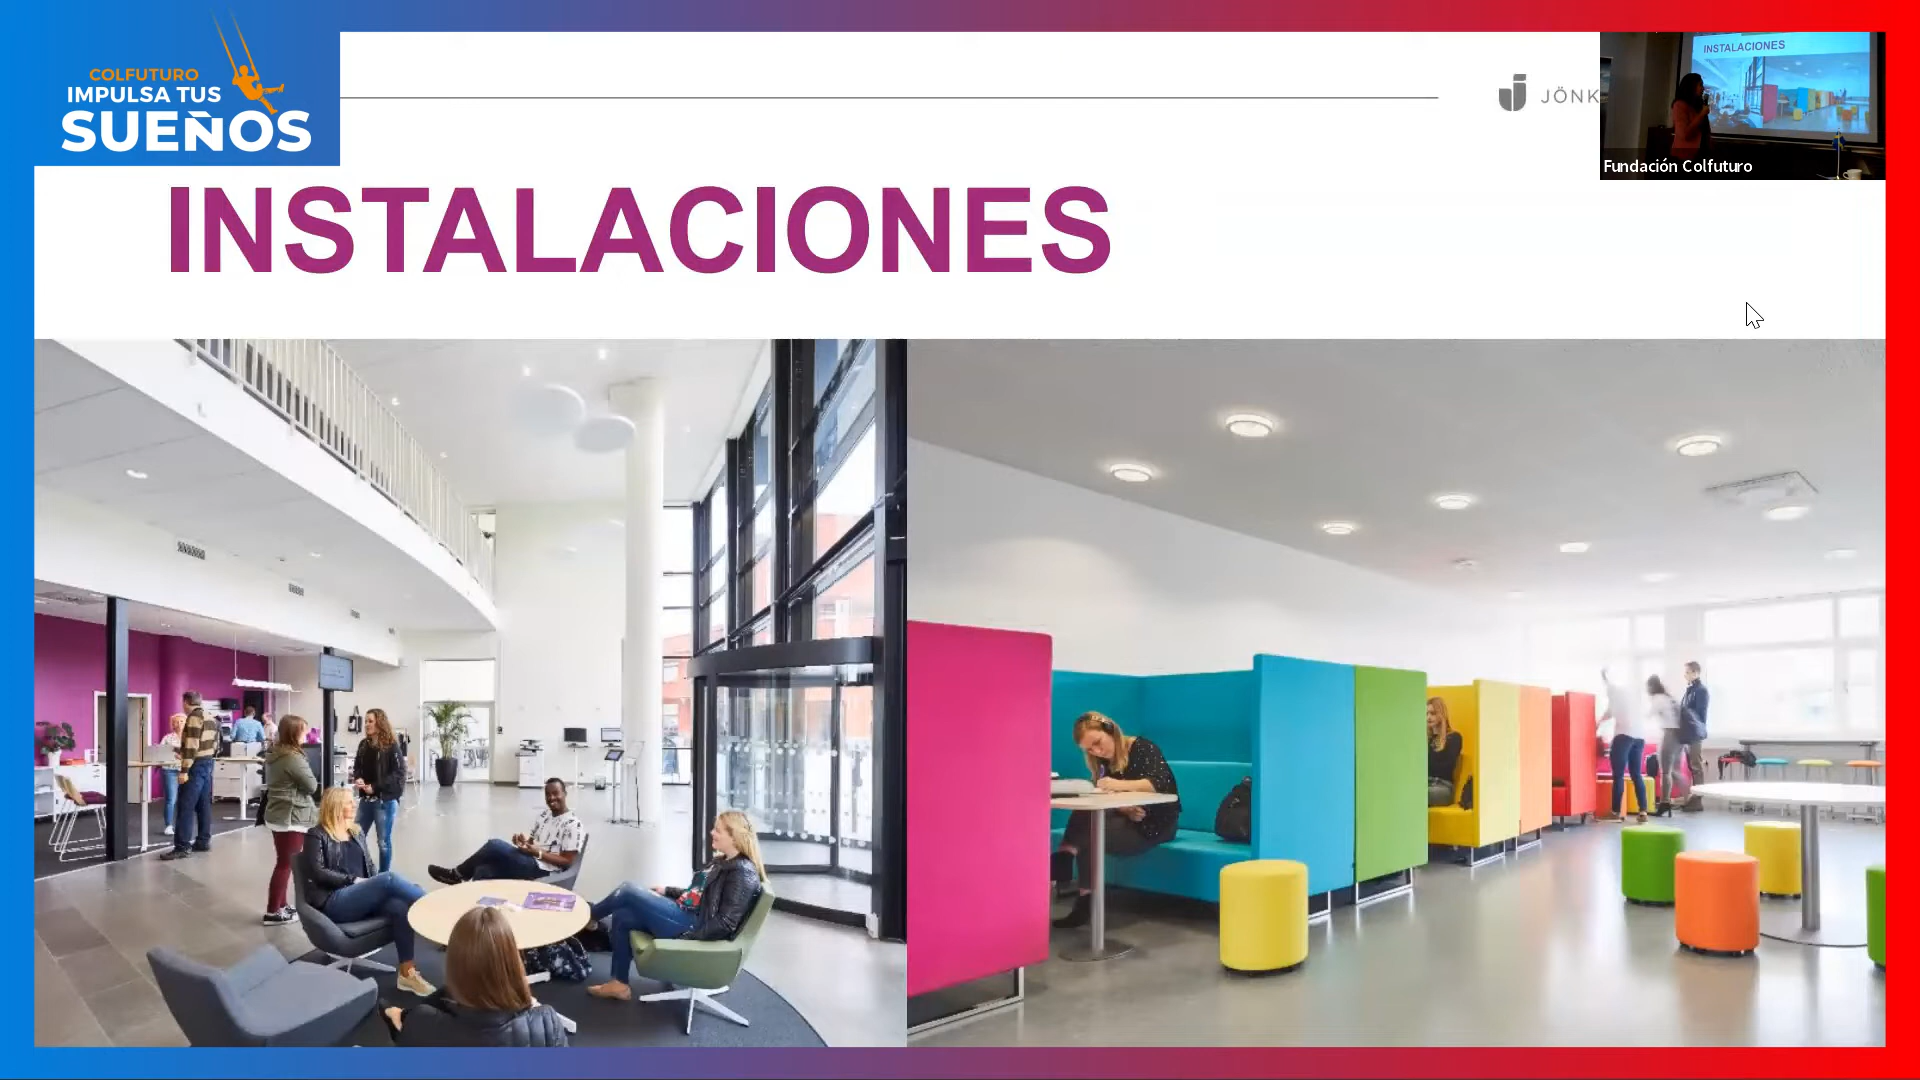 COLFUTURO
IMPULSA TUS
SUEÑOS
JÖNK
INSTALACIONES
Fundación Colfuturo
INSTALACIONES